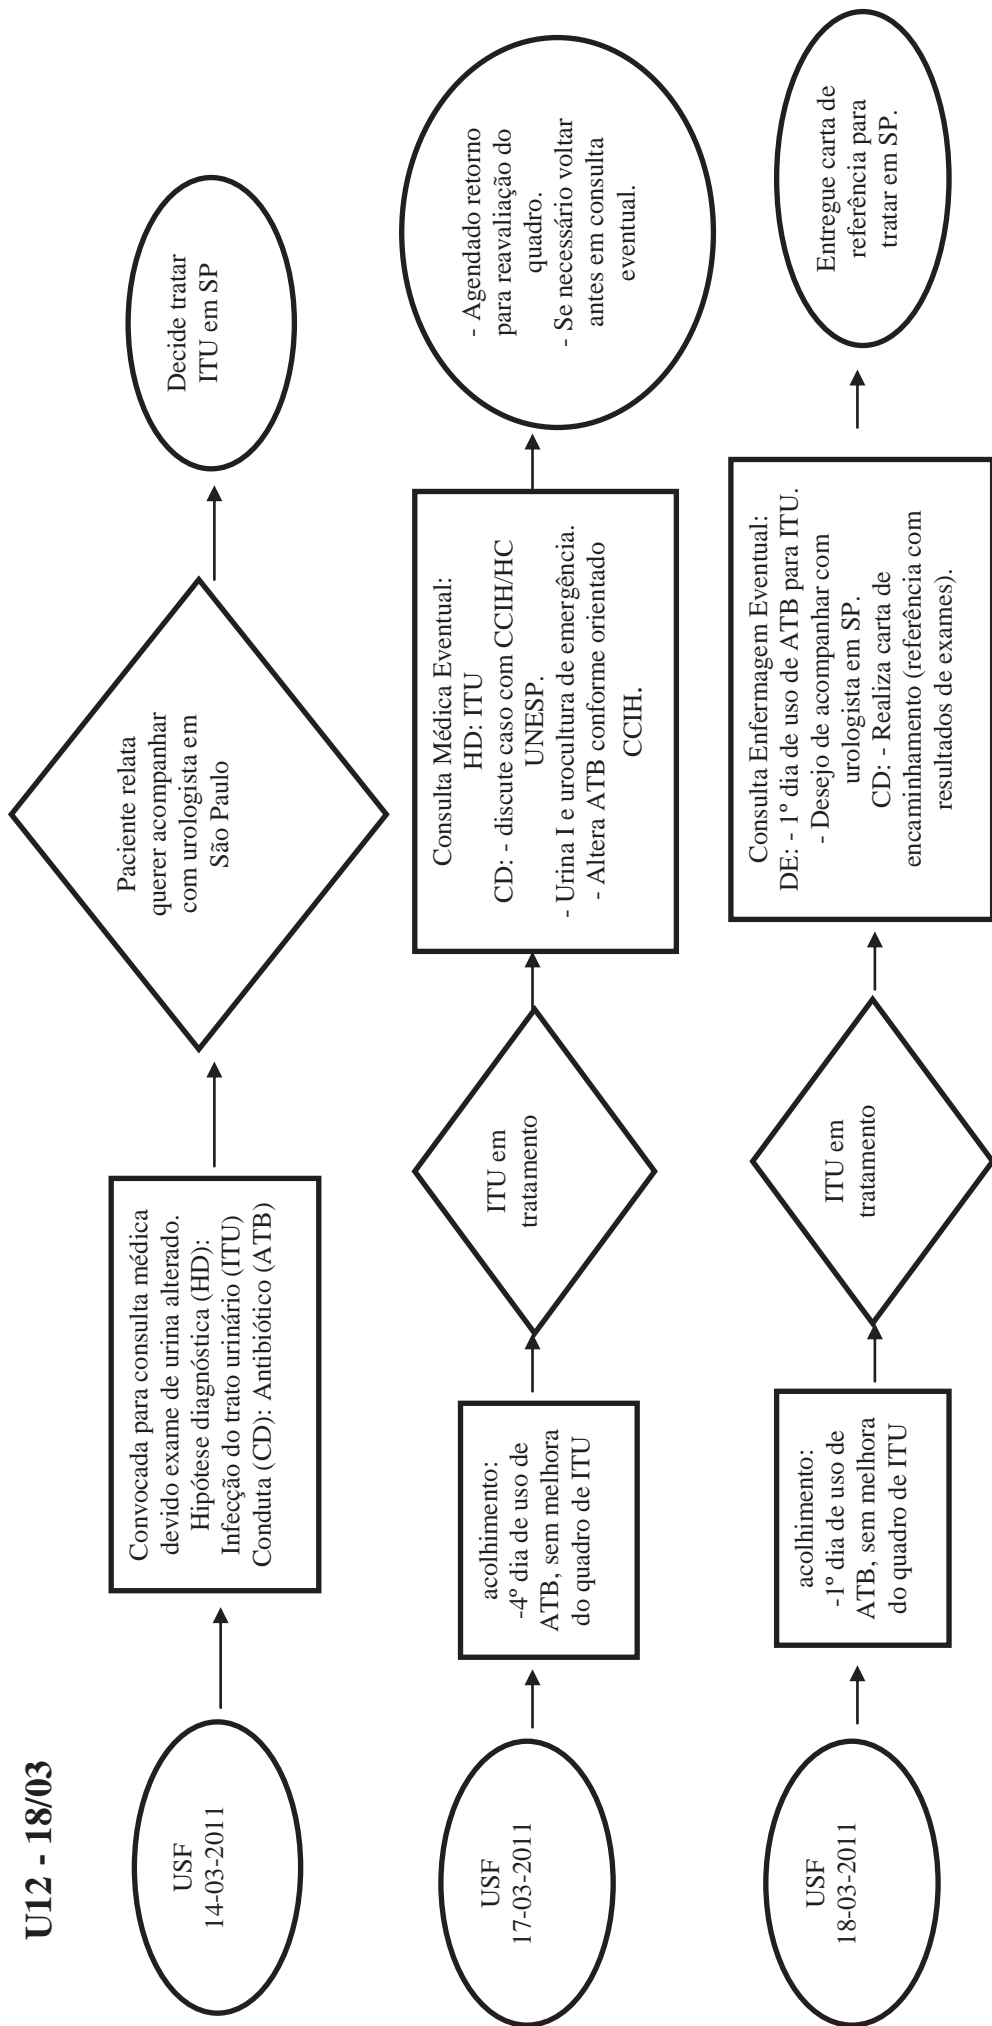 U12 - 18/03
USF
14-03-2011
Convocada para consulta médica
devido exame de urina alterado.
Hipótese diagnóstica (HD):
Infecção do trato urinário (ITU)
Conduta (CD): Antibiótico (ATB)
Paciente relata
querer acompanhar
com urologista em
São Paulo
Decide tratar
ITU em SP
USF
17-03-2011
acolhimento:
-4º dia de uso de
ATB, sem melhora
do quadro de ITU
ITU em
tratamento
Consulta Médica Eventual:
HD: ITU
CD: - discute caso com CCIH/HC
UNESP.
- Urina I e urocultura de emergência.
- Altera ATB conforme orientado
CCIH.
- Agendado retorno
para reavaliação do
quadro.
- Se necessário voltar
antes em consulta
eventual.
USF
18-03-2011
acolhimento:
-1º dia de uso de
ATB, sem melhora
do quadro de ITU
ITU em
tratamento
Consulta Enfermagem Eventual:
DE: - 1º dia de uso de ATB para ITU.
- Desejo de acompanhar com
urologista em SP.
CD: - Realiza carta de
encaminhamento (referência com
resultados de exames).
Entregue carta de
referência para
tratar em SP.